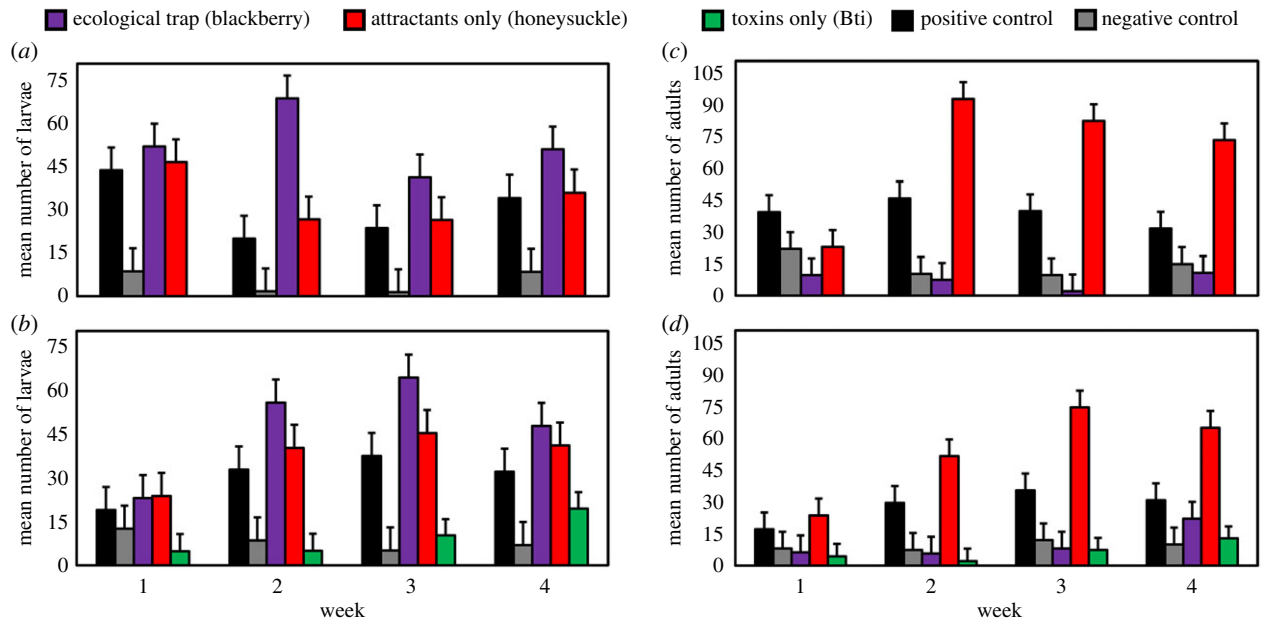 ecological trap (blackberry) attractants only (honeysuckle) toxins only (Bti) positive control negative control
(a)
mean number of larvae
75
60
45
30
15
0
(c)
mean number of adults
105
90
75
60
45
30
15
0
(b)
mean number of larvae
75
60
45
30
15
0
1 2 3 4
week
(d)
mean number of adults
105
90
75
60
45
30
15
0
1 2 3 4
week